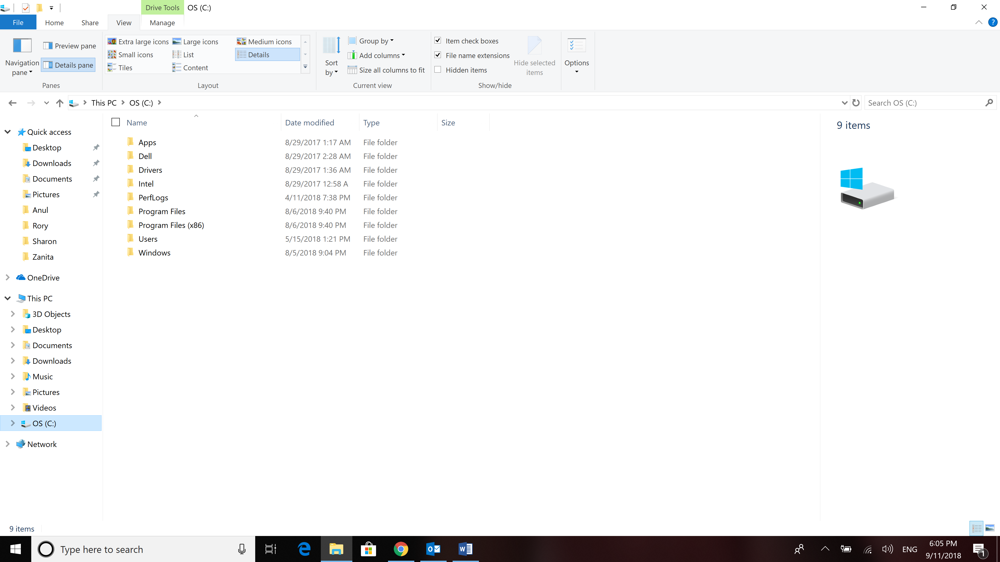 Drive Tools OS (C:)
File Home Share View Manage
Navigation pane
Preview pane
Details pane
Panes
Extra large icons Large icons Medium icons
Small icons List Details
Tiles Content
Layout
Sort by
Group by
Add columns
Size all columns to fit
Current view
Item check boxes
File name extensions
Hidden items
Hide selected items
Show/hide
Options
This PC OS (C:)
Search OS (C:)
Quick access
Desktop
Downloads
Documents
Pictures
Anul
Rory
Sharon
Zanita
OneDrive
This PC
3D Objects
Desktop
Documents
Downloads
Music
Pictures
Videos
OS (C:)
Network
Name Date modified Type Size
Apps 8/29/2017 1:17 AM File folder
Dell 8/29/2017 2:28 AM File folder
Drivers 8/29/2017 1:36 AM File folder
Intel 8/29/2017 12:58 A File folder
PerfLogs 4/11/2018 7:38 PM File folder
Program Files 8/6/2018 9:40 PM File folder
Program Files (x86) 8/6/2018 9:40 PM File folder
Users 5/15/2018 1:21 PM File folder
Windows 8/5/2018 9:04 PM File folder
9 items
9 items
Type here to search
ENG
6:05 PM
9/11/2018
1